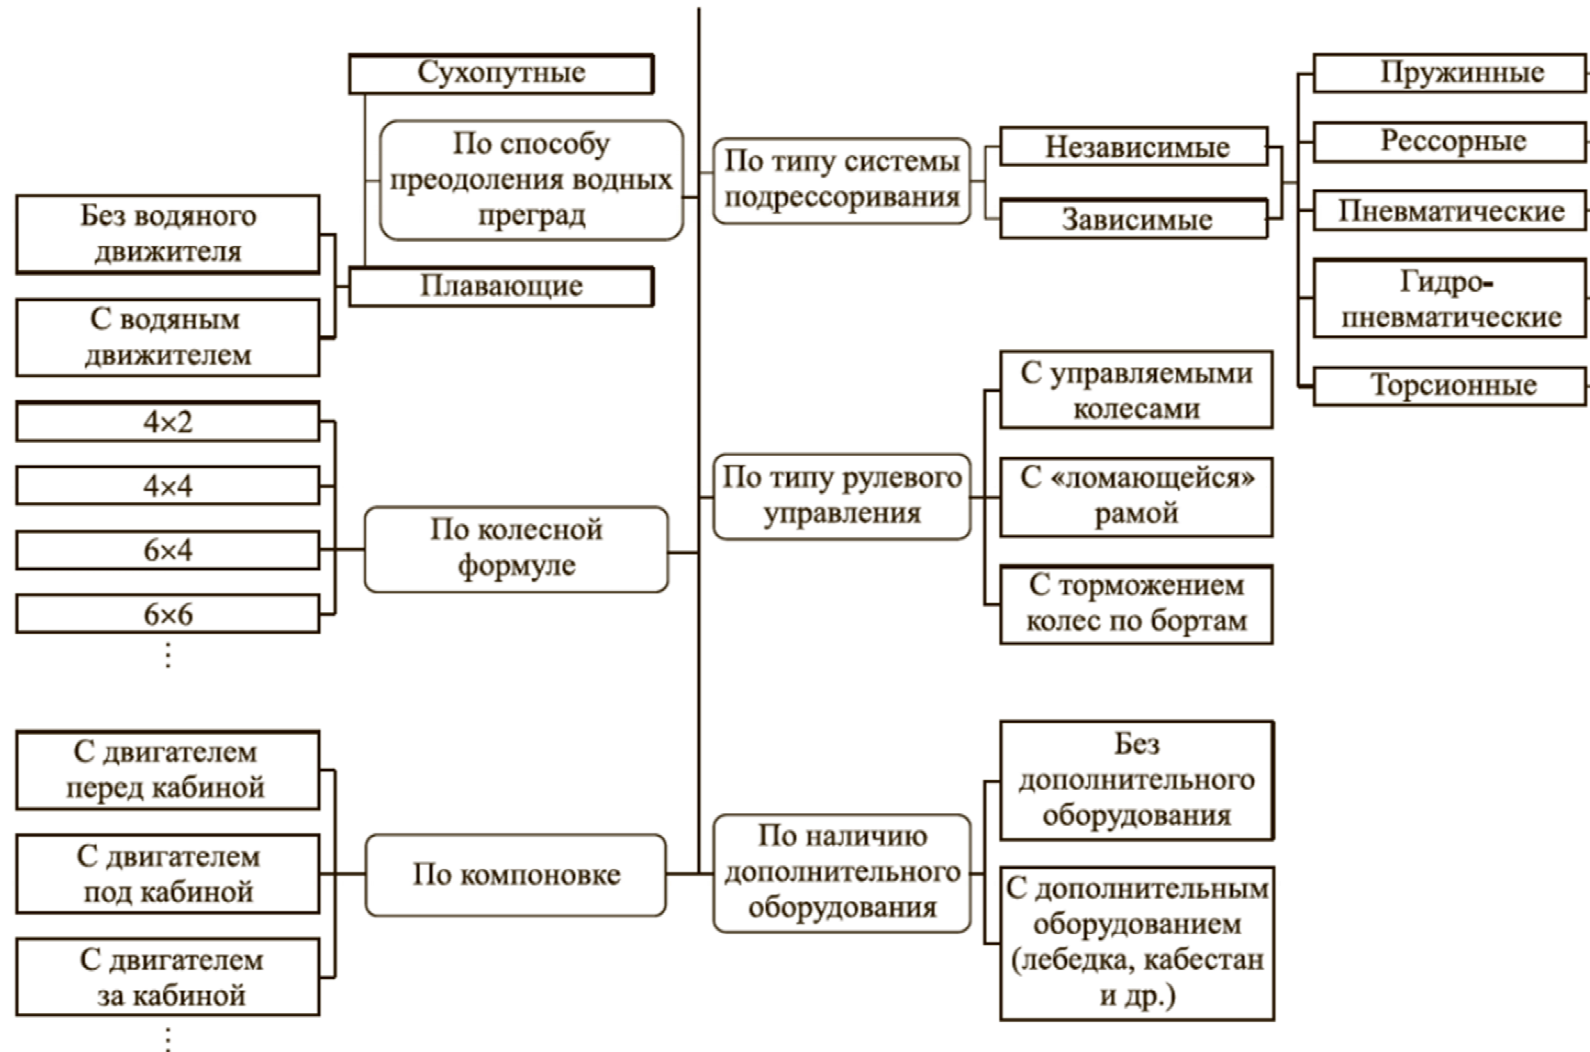 Сухопутные
По способу
преодоления водных
преград
Без водяного
движителя
Плавающие
С водяным
движителем
4×2
4×4
6×4
6×6
⋮
По колесной
формуле
С двигателем
перед кабиной
С двигателем
под кабиной
С двигателем
за кабиной
⋮
По компоновке
По типу системы
подрессоривания
Независимые
Зависимые
Пружинные
Рессорные
Пневматические
Гидро-
пневматические
Торсионные
По типу рулевого
управления
С управляемыми
колесами
С «ломающейся»
рамой
С торможением
колес по бортам
По наличию
дополнительного
оборудования
Без
дополнительного
оборудования
С дополнительным
оборудованием
(лебедка, кабестан
и др.)